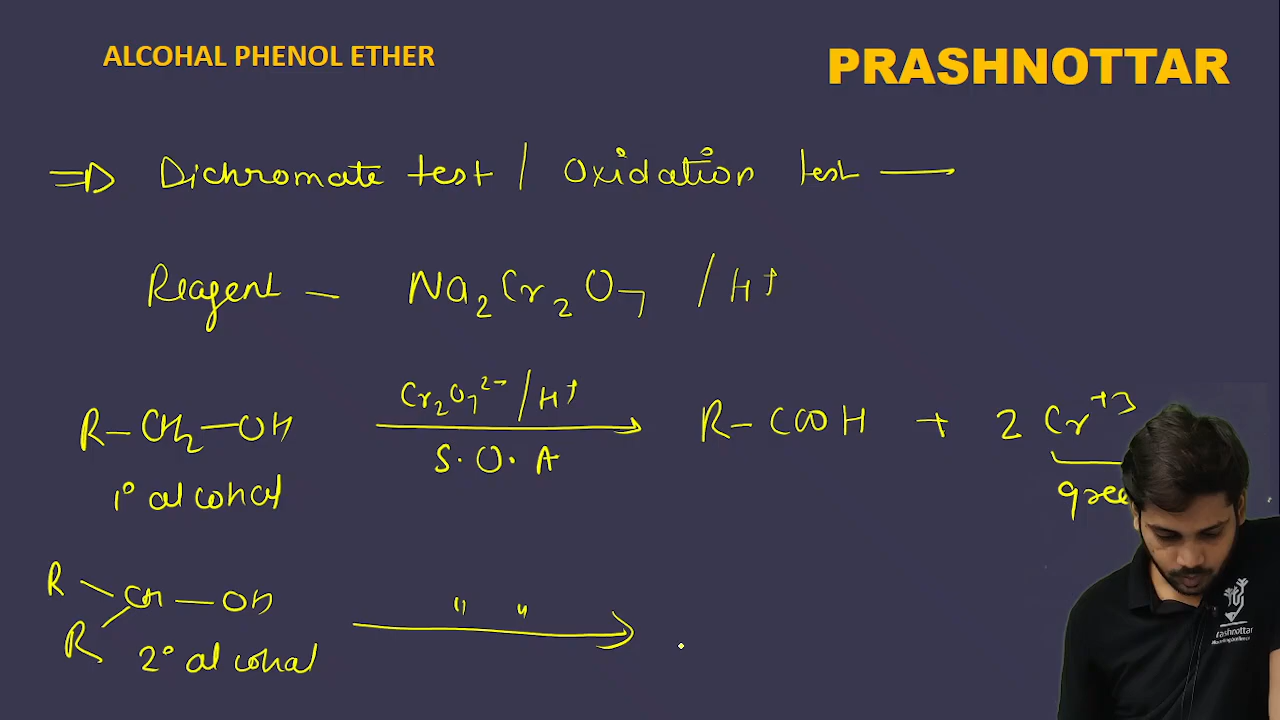 ALCOHAL PHENOL ETHER
PRASHNOTTAR
⇒ Dichromate test / Oxidation test —
Reagent – Na₂Cr₂O₇ / H⁺
R–CH₂–OH Cr₂O₇²⁻/H⁺ S.O.A R–COOH + 2 Cr⁺³
1° alcohal gree
R R CH–OH " "
2° alcohal